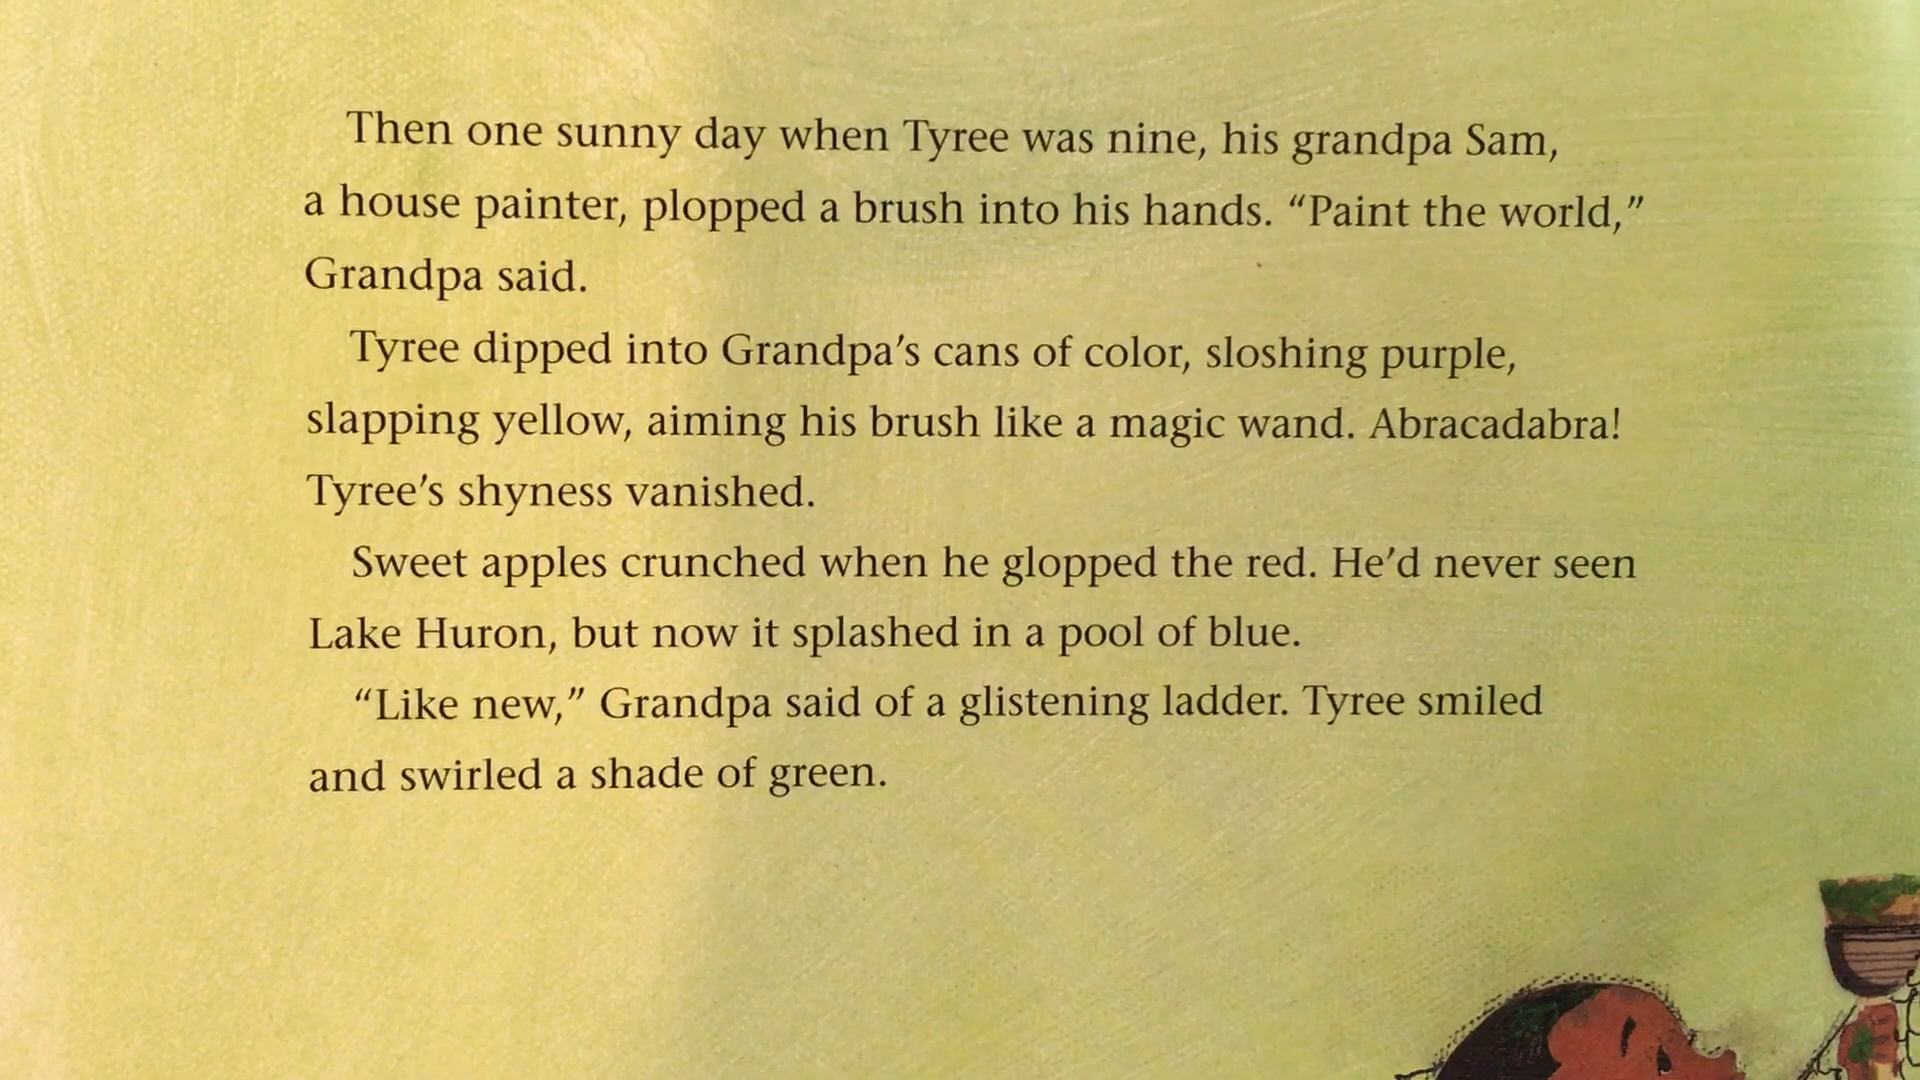 Then one sunny day when Tyree was nine, his grandpa Sam,
a house painter, plopped a brush into his hands. “Paint the world,”
Grandpa said.
Tyree dipped into Grandpa’s cans of color, sloshing purple,
slapping yellow, aiming his brush like a magic wand. Abracadabra!
Tyree’s shyness vanished.
Sweet apples crunched when he glopped the red. He’d never seen
Lake Huron, but now it splashed in a pool of blue.
“Like new,” Grandpa said of a glistening ladder. Tyree smiled
and swirled a shade of green.